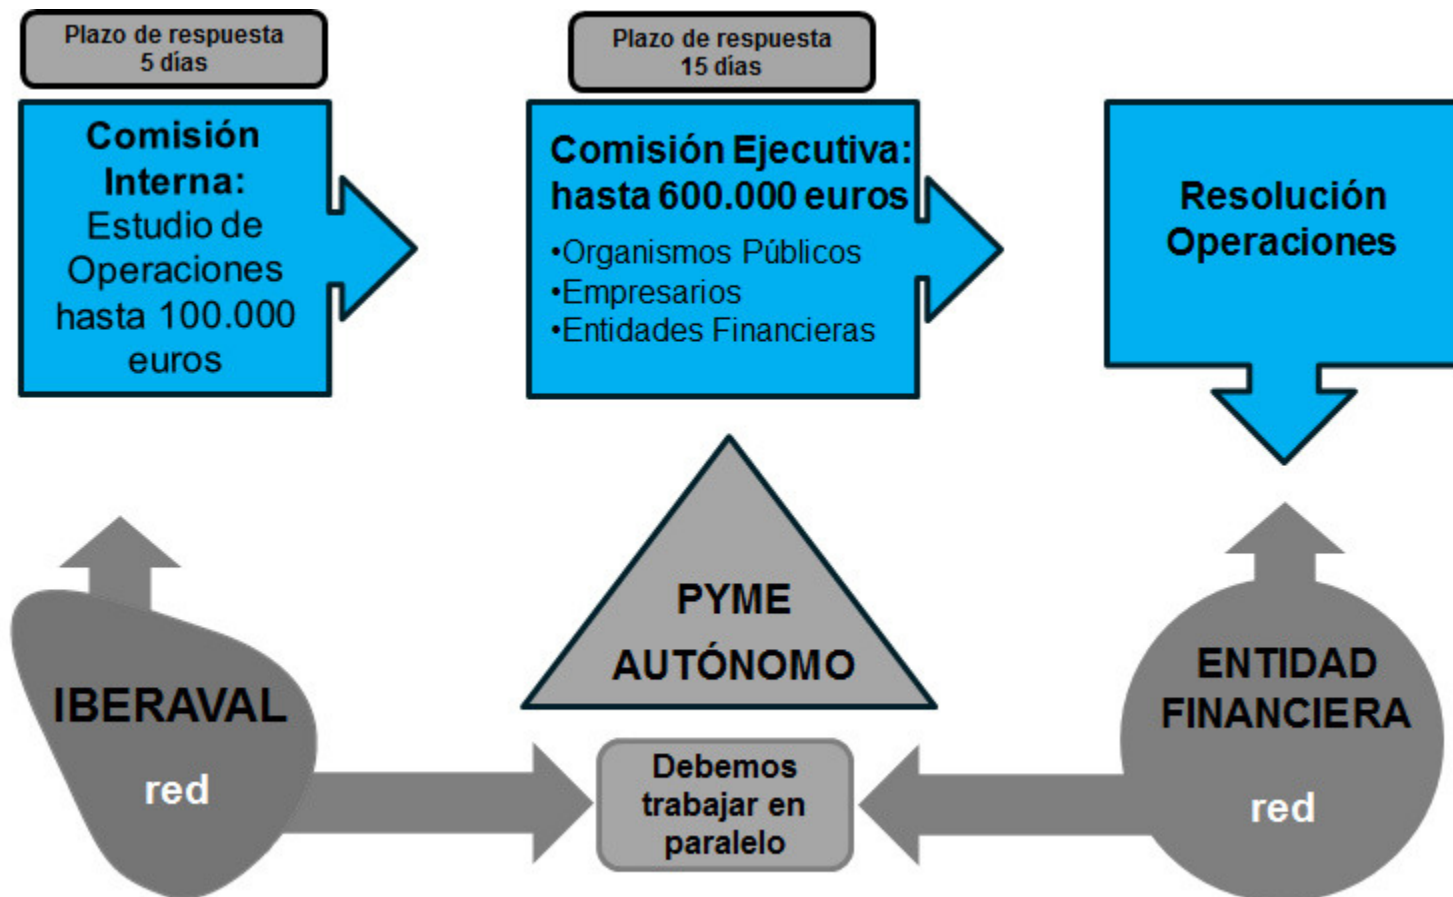 Plazo de respuesta
5 días
Plazo de respuesta
15 días
Comisión
Interna:
Estudio de
Operaciones
hasta 100.000
euros
Comisión Ejecutiva:
hasta 600.000 euros
•Organismos Públicos
•Empresarios
•Entidades Financieras
Resolución
Operaciones
PYME
AUTÓNOMO
IBERAVAL
red
Debemos
trabajar en
paralelo
ENTIDAD
FINANCIERA
red